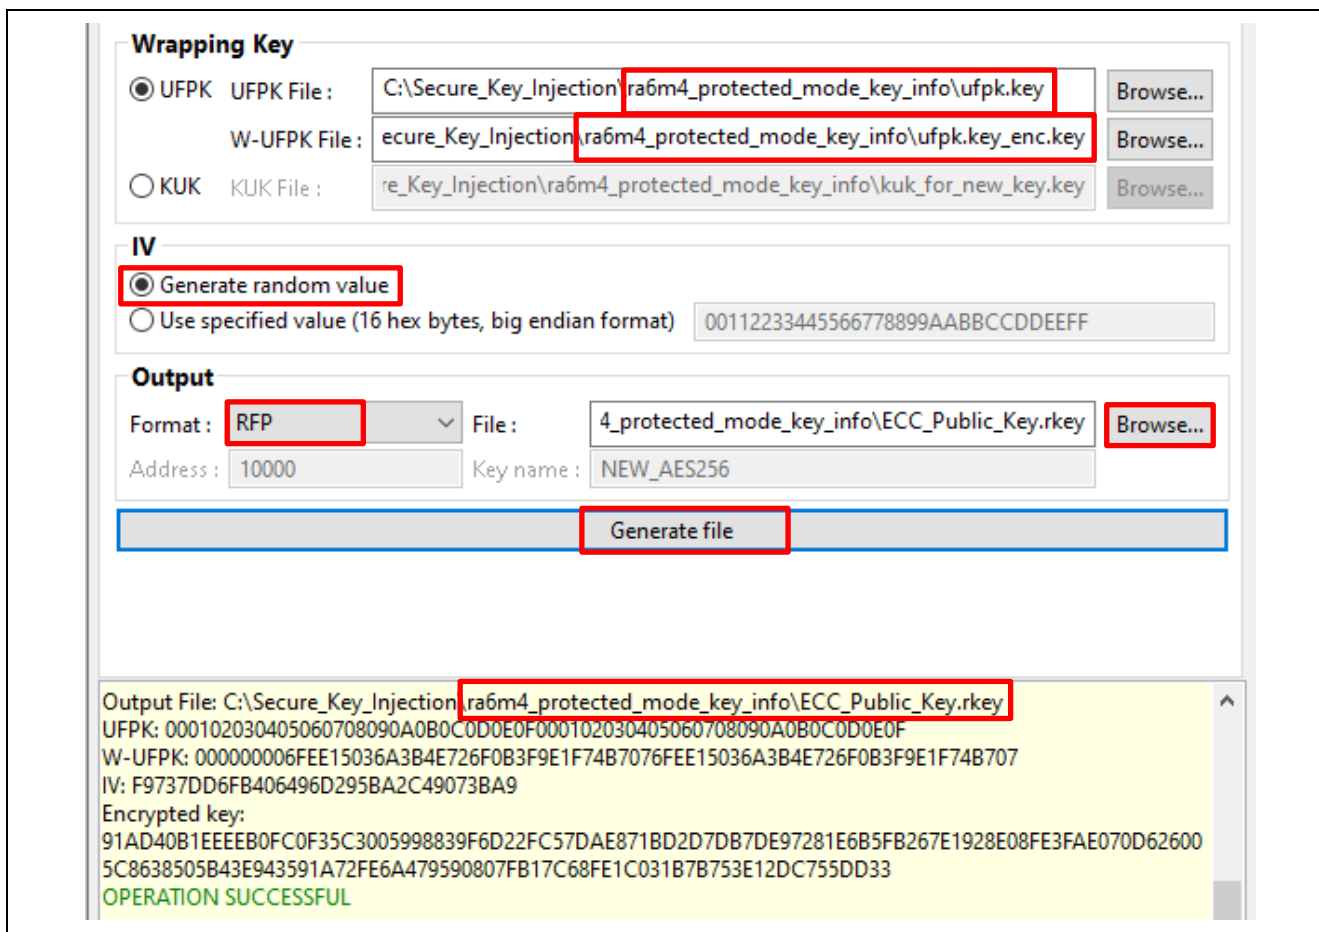 Wrapping Key
UFPK UFPK File : C:\Secure_Key_Injection\ra6m4_protected_mode_key_info\ufpk.key Browse...
W-UFPK File : ecure_Key_Injection\ra6m4_protected_mode_key_info\ufpk.key_enc.key Browse...
KUK KUK File : re_Key_Injection\ra6m4_protected_mode_key_info\kuk_for_new_key.key Browse...
IV
Generate random value
Use specified value (16 hex bytes, big endian format) 00112233445566778899AABBCCDDEEFF
Output
Format : RFP File : 4_protected_mode_key_info\ECC_Public_Key.rkey Browse...
Address : 10000 Key name : NEW_AES256
Generate file
Output File: C:\Secure_Key_Injection\ra6m4_protected_mode_key_info\ECC_Public_Key.rkey
UFPK: 000102030405060708090A0B0C0D0E0F000102030405060708090A0B0C0D0E0F
W-UFPK: 000000006FEE15036A3B4E726F0B3F9E1F74B7076FEE15036A3B4E726F0B3F9E1F74B707
IV: F9737DD6FB406496D295BA2C49073BA9
Encrypted key:
91AD40B1EEEEB0FC0F35C3005998839F6D22FC57DAE871BD2D7DB7DE97281E6B5FB267E1928E08FE3FAE070D62600
5C8638505B43E943591A72FE6A479590807FB17C68FE1C031B7B753E12DC755DD33
OPERATION SUCCESSFUL